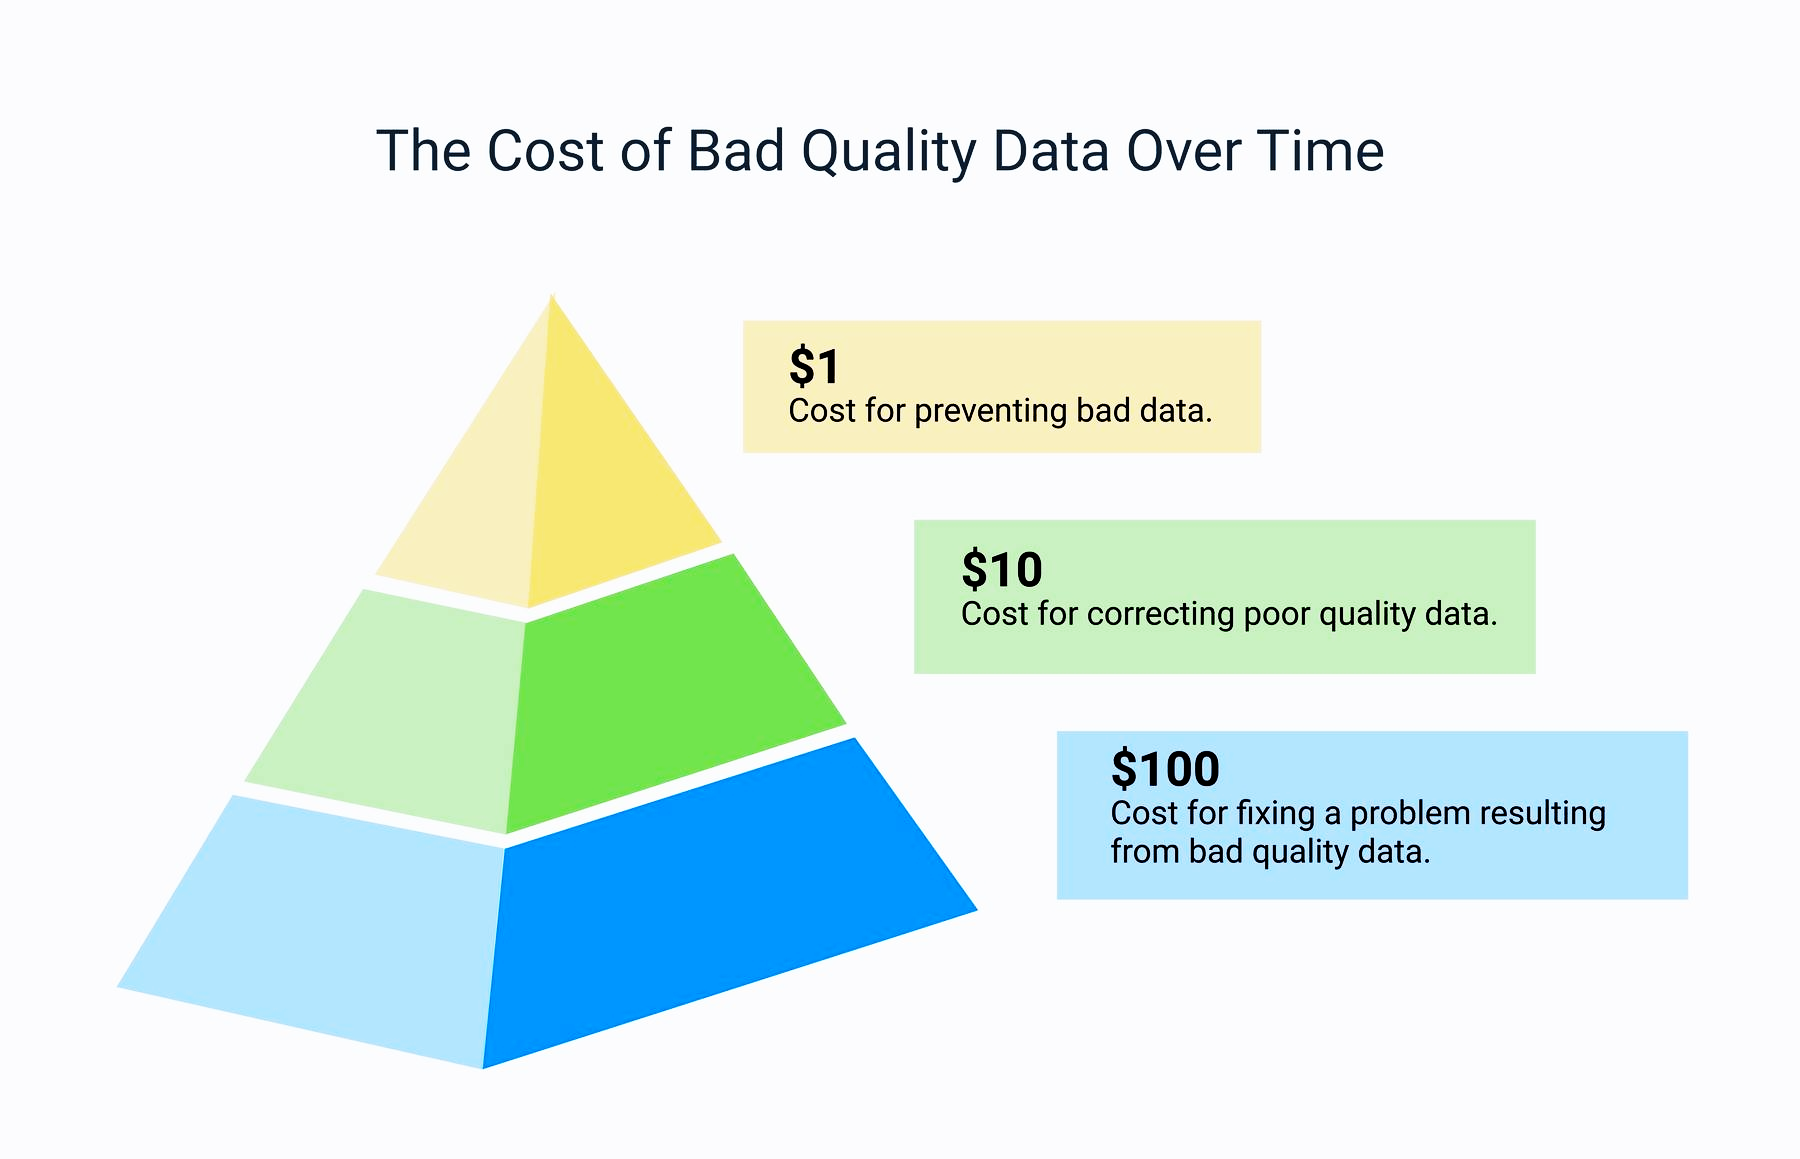 The Cost of Bad Quality Data Over Time
$1
Cost for preventing bad data.
$10
Cost for correcting poor quality data.
$100
Cost for fixing a problem resulting
from bad quality data.